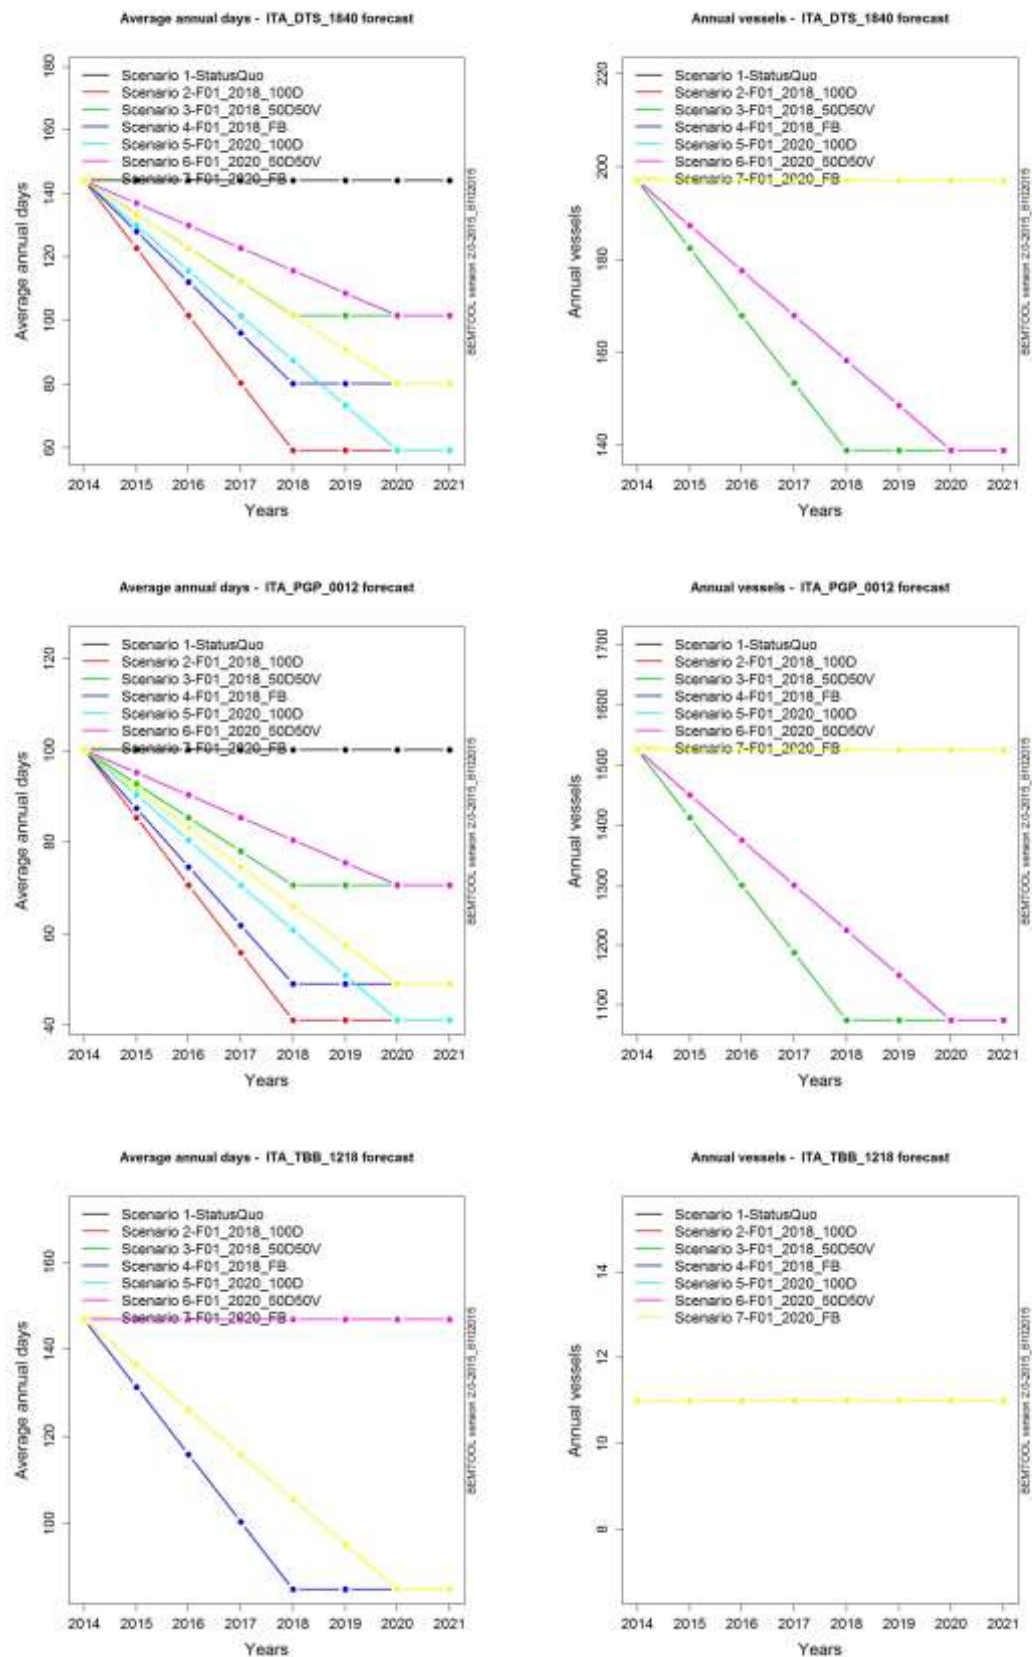 Average annual days - ITA_DTS_1840 forecast
180
160
140
120
100
80
60
Average annual days
Scenario 1-StatusQuo
Scenario 2-F01_2018_100D
Scenario 3-F01_2018_50D50V
Scenario 4-F01_2018_FB
Scenario 5-F01_2020_100D
Scenario 6-F01_2020_50D50V
Scenario 7-F01_2020_FB
2014 2015 2016 2017 2018 2019 2020 2021
Years
Annual vessels - ITA_DTS_1840 forecast
220
200
180
160
140
Annual vessels
Scenario 1-StatusQuo
Scenario 2-F01_2018_100D
Scenario 3-F01_2018_50D50V
Scenario 4-F01_2018_FB
Scenario 5-F01_2020_100D
Scenario 6-F01_2020_50D50V
Scenario 7-F01_2020_FB
2014 2015 2016 2017 2018 2019 2020 2021
Years
Average annual days - ITA_PGP_0012 forecast
120
100
80
60
40
Average annual days
Scenario 1-StatusQuo
Scenario 2-F01_2018_100D
Scenario 3-F01_2018_50D50V
Scenario 4-F01_2018_FB
Scenario 5-F01_2020_100D
Scenario 6-F01_2020_50D50V
Scenario 7-F01_2020_FB
2014 2015 2016 2017 2018 2019 2020 2021
Years
Annual vessels - ITA_PGP_0012 forecast
1700
1600
1500
1400
1300
1200
1100
Annual vessels
Scenario 1-StatusQuo
Scenario 2-F01_2018_100D
Scenario 3-F01_2018_50D50V
Scenario 4-F01_2018_FB
Scenario 5-F01_2020_100D
Scenario 6-F01_2020_50D50V
Scenario 7-F01_2020_FB
2014 2015 2016 2017 2018 2019 2020 2021
Years
Average annual days - ITA_TBB_1218 forecast
160
140
120
100
Average annual days
Scenario 1-StatusQuo
Scenario 2-F01_2018_100D
Scenario 3-F01_2018_50D50V
Scenario 4-F01_2018_FB
Scenario 5-F01_2020_100D
Scenario 6-F01_2020_50D50V
Scenario 7-F01_2020_FB
2014 2015 2016 2017 2018 2019 2020 2021
Years
Annual vessels - ITA_TBB_1218 forecast
14
12
10
8
Annual vessels
Scenario 1-StatusQuo
Scenario 2-F01_2018_100D
Scenario 3-F01_2018_50D50V
Scenario 4-F01_2018_FB
Scenario 5-F01_2020_100D
Scenario 6-F01_2020_50D50V
Scenario 7-F01_2020_FB
2014 2015 2016 2017 2018 2019 2020 2021
Years